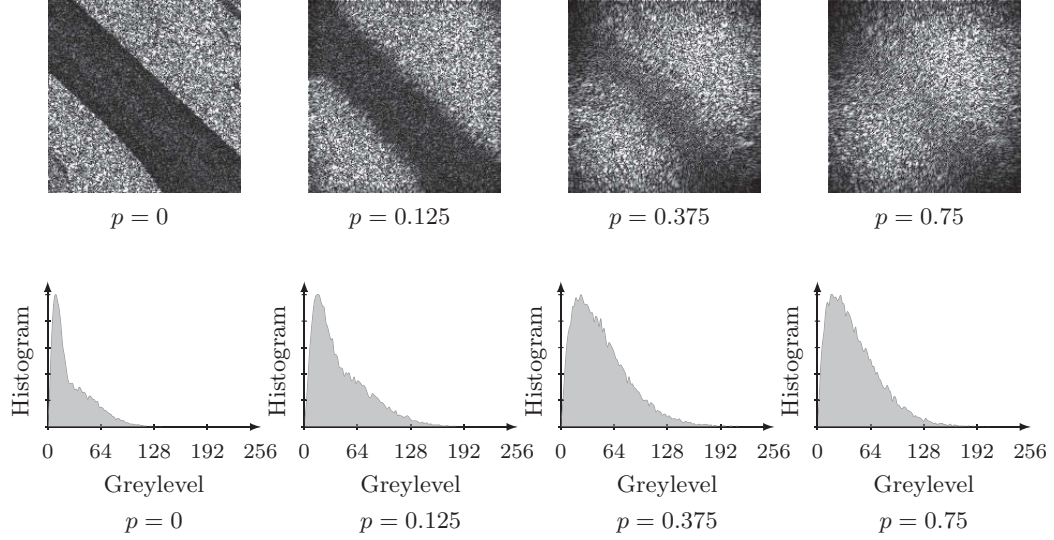 p = 0
p = 0.125
p = 0.375
p = 0.75
Histogram
Histogram
Histogram
Histogram
0 64 128 192 256
0 64 128 192 256
0 64 128 192 256
0 64 128 192 256
Greylevel
Greylevel
Greylevel
Greylevel
p = 0
p = 0.125
p = 0.375
p = 0.75